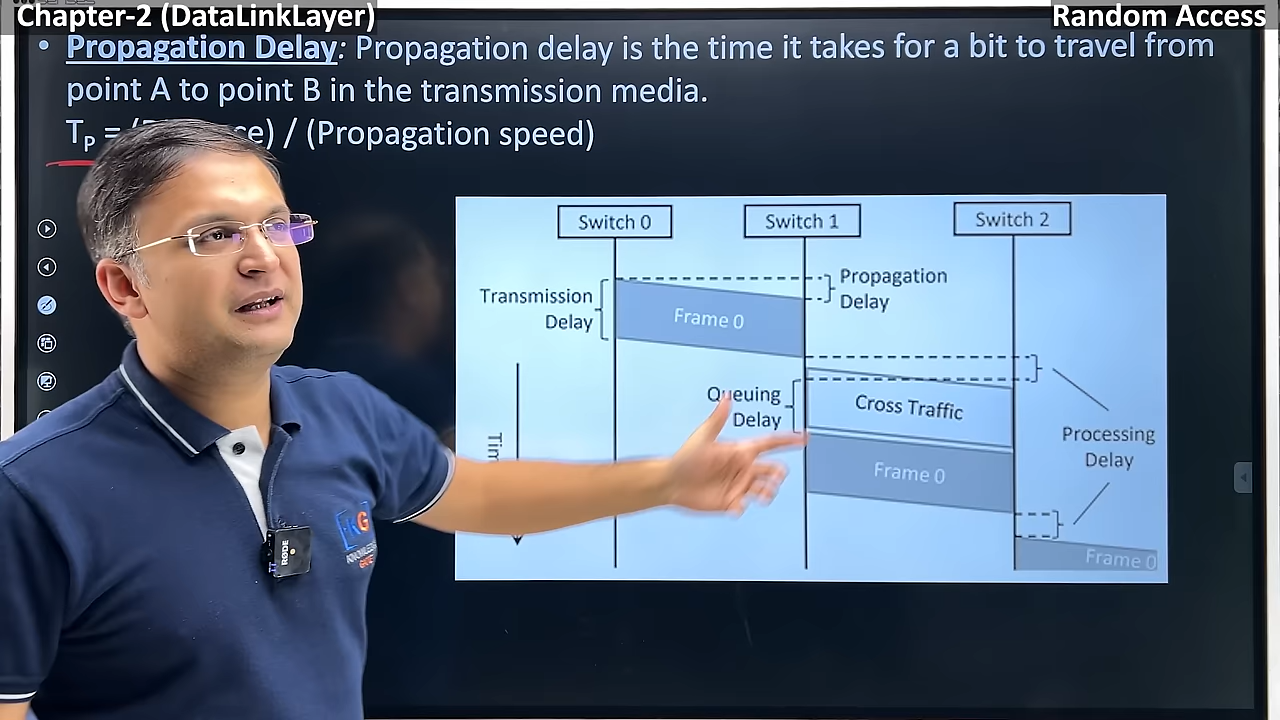 Chapter-2 (DataLinkLayer)
Random Access
• Propagation Delay: Propagation delay is the time it takes for a bit to travel from
point A to point B in the transmission media.
TP = / (Propagation speed)
Switch 0
Switch 1
Switch 2
Propagation
Delay
Transmission
Delay
Frame 0
Queuing
Delay
Cross Traffic
Processing
Delay
Frame 0
Frame 0
RØDE